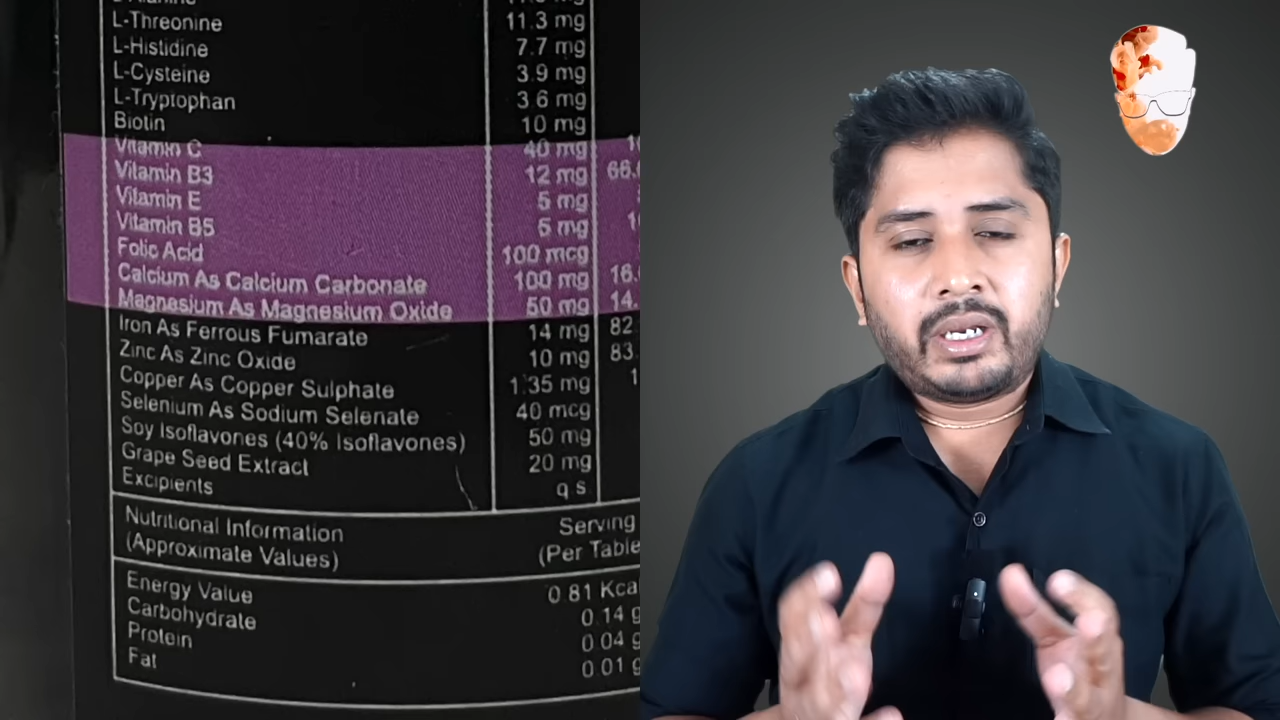 L-Threonine 11.3 mg
L-Histidine 7.7 mg
L-Cysteine 3.9 mg
L-Tryptophan 3.6 mg
Biotin 10 mg
Vitamin C 40 mg
Vitamin B3 12 mg
Vitamin E 5 mg
Vitamin B5 5 mg
Folic Acid 100 mcg
Calcium As Calcium Carbonate 100 mg
Magnesium As Magnesium Oxide 50 mg
Iron As Ferrous Fumarate 14 mg 82
Zinc As Zinc Oxide 10 mg 83.
Copper As Copper Sulphate 1.35 mg
Selenium As Sodium Selenate 40 mcg
Soy Isoflavones (40% Isoflavones) 50 mg
Grape Seed Extract 20 mg
Excipients q s
Nutritional Information Serving
(Approximate Values) (Per Table
Energy Value 0.81 Kca
Carbohydrate 0.14 g
Protein 0.04 g
Fat 0.01 g